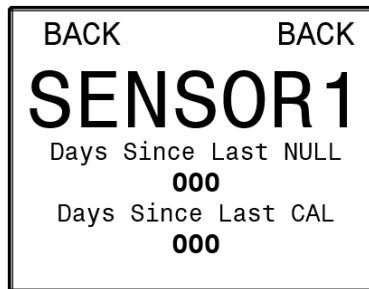 BACK BACK
SENSOR1
Days Since Last NULL
000
Days Since Last CAL
000